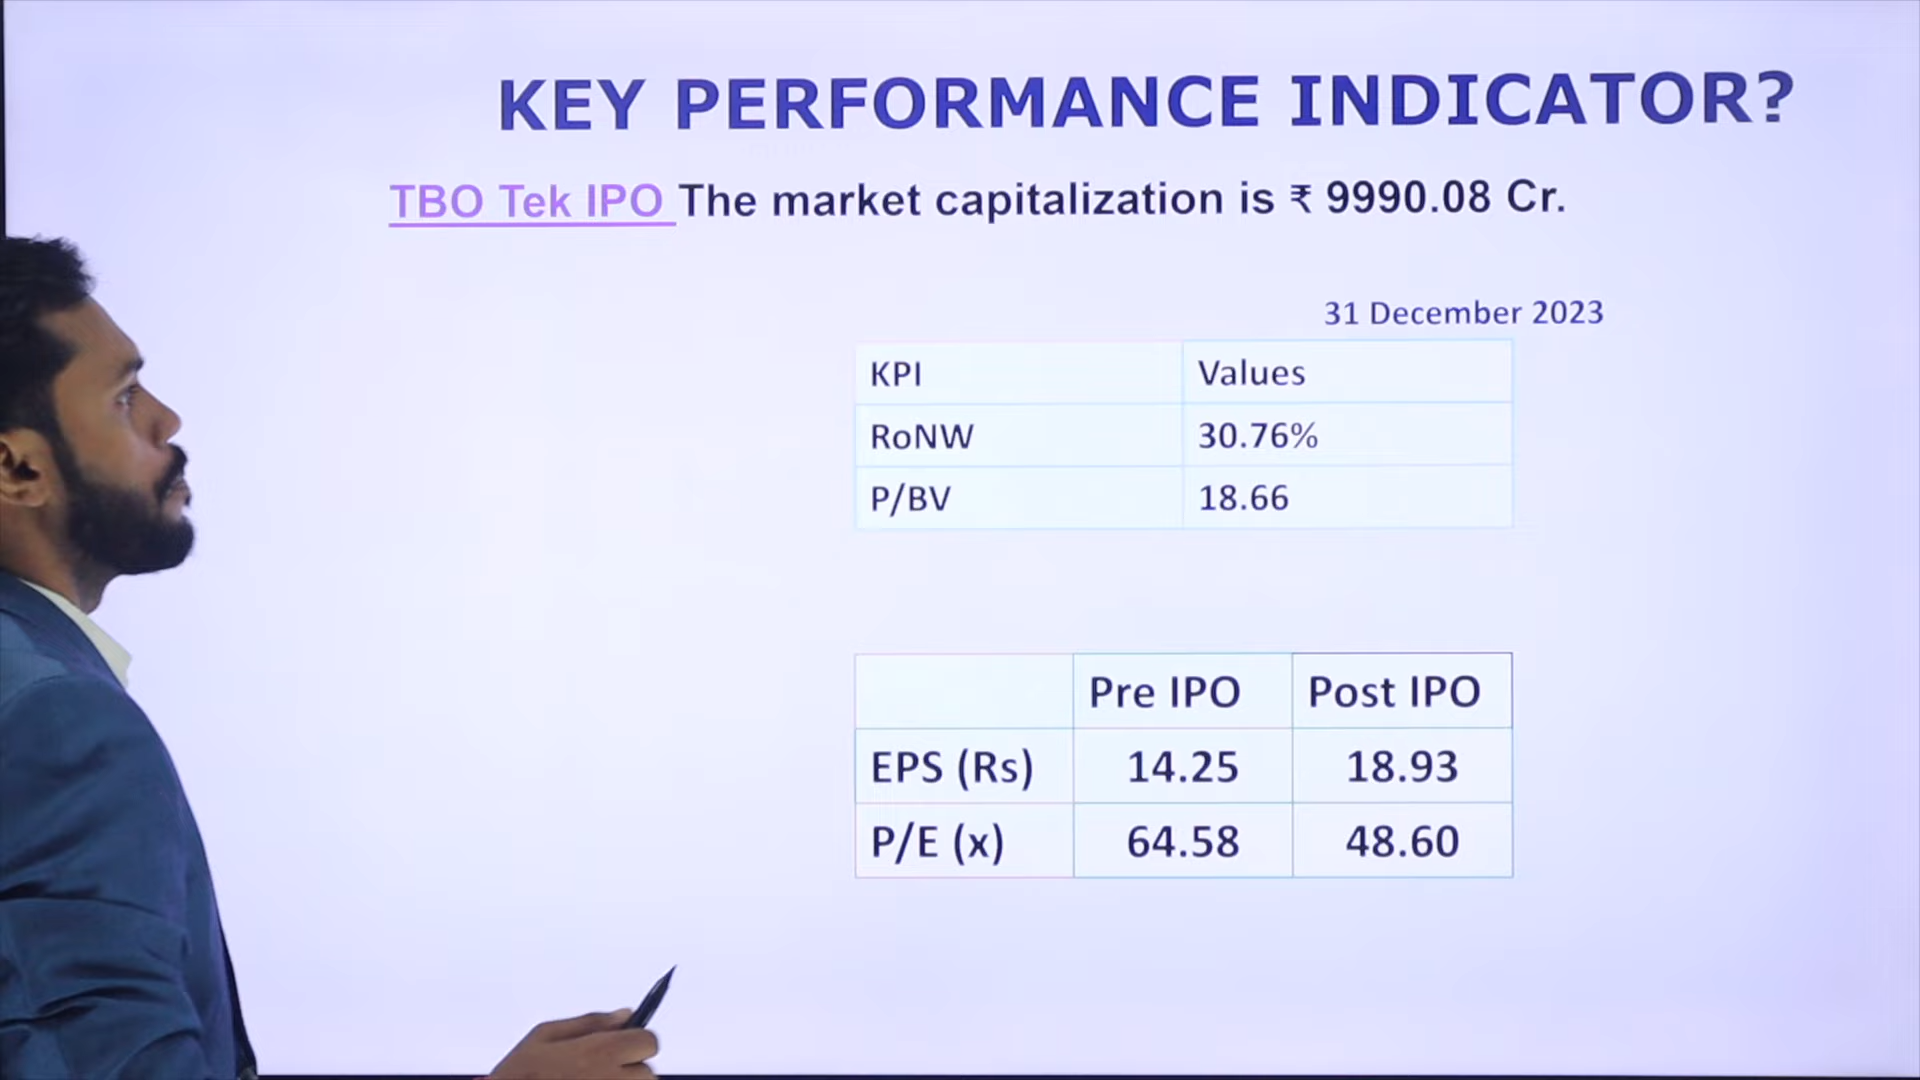 KEY PERFORMANCE INDICATOR?
TBO Tek IPO The market capitalization is ₹ 9990.08 Cr.
31 December 2023
KPI Values
RoNW 30.76%
P/BV 18.66
Pre IPO Post IPO
EPS (Rs) 14.25 18.93
P/E (x) 64.58 48.60